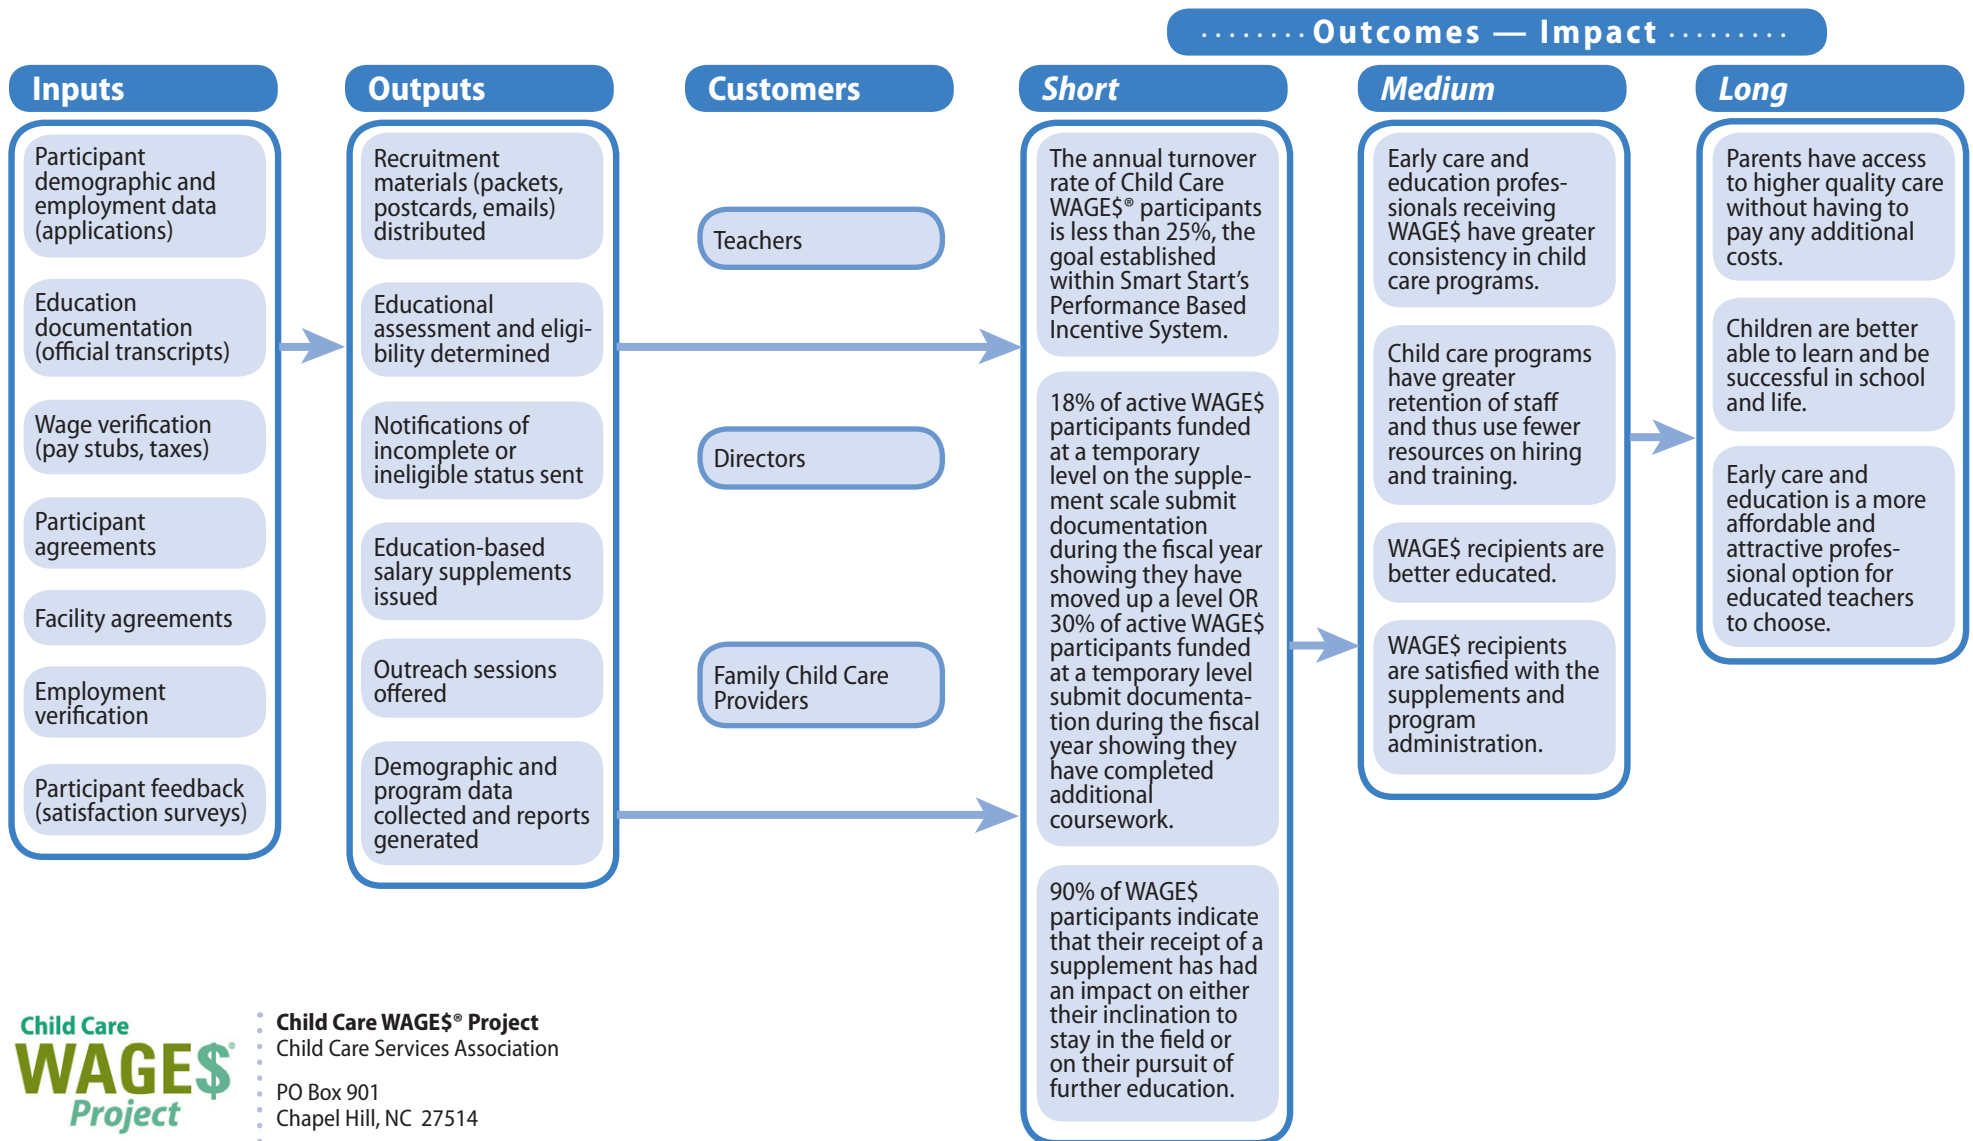 Outcomes — Impact
Inputs
Participant
demographic and
employment data
(applications)
Education
documentation
(official transcripts)
Wage verification
(pay stubs, taxes)
Participant
agreements
Facility agreements
Employment
verification
Participant feedback
(satisfaction surveys)
Outputs
Recruitment
materials (packets,
postcards, emails)
distributed
Educational
assessment and eligi-
bility determined
Notifications of
incomplete or
ineligible status sent
Education-based
salary supplements
issued
Outreach sessions
offered
Demographic and
program data
collected and reports
generated
Customers
Teachers
Directors
Family Child Care
Providers
Short
The annual turnover
rate of Child Care
WAGE$® participants
is less than 25%, the
goal established
within Smart Start’s
Performance Based
Incentive System.
18% of active WAGE$
participants funded
at a temporary
level on the supple-
ment scale submit
documentation
during the fiscal year
showing they have
moved up a level OR
30% of active WAGE$
participants funded
at a temporary level
submit documenta-
tion during the fiscal
year showing they
have completed
additional
coursework.
90% of WAGE$
participants indicate
that their receipt of a
supplement has had
an impact on either
their inclination to
stay in the field or
on their pursuit of
further education.
Medium
Early care and
education profes-
sionals receiving
WAGE$ have greater
consistency in child
care programs.
Child care programs
have greater
retention of staff
and thus use fewer
resources on hiring
and training.
WAGE$ recipients are
better educated.
WAGE$ recipients
are satisfied with the
supplements and
program
administration.
Long
Parents have access
to higher quality care
without having to
pay any additional
costs.
Children are better
able to learn and be
successful in school
and life.
Early care and
education is a more
affordable and
attractive profes-
sional option for
educated teachers
to choose.
Child Care
WAGE$®
Project
Child Care WAGE$® Project
Child Care Services Association
PO Box 901
Chapel Hill, NC 27514